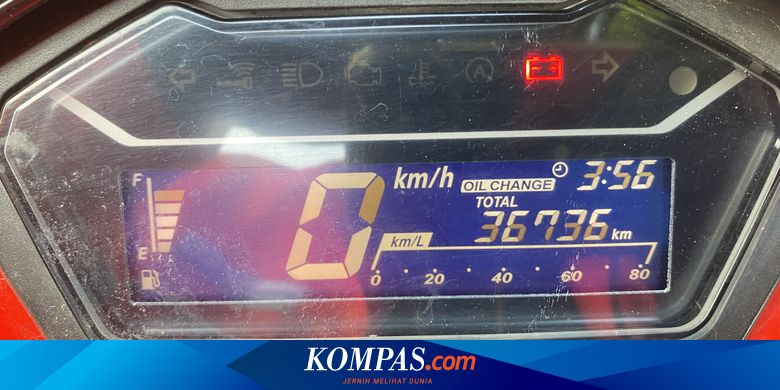 A
F
km/h
OIL CHANGE
3:56
TOTAL
36736 km
km/L
E
0 20 40 60 80
KOMPAS.com
JERNIH MELIHAT DUNIA